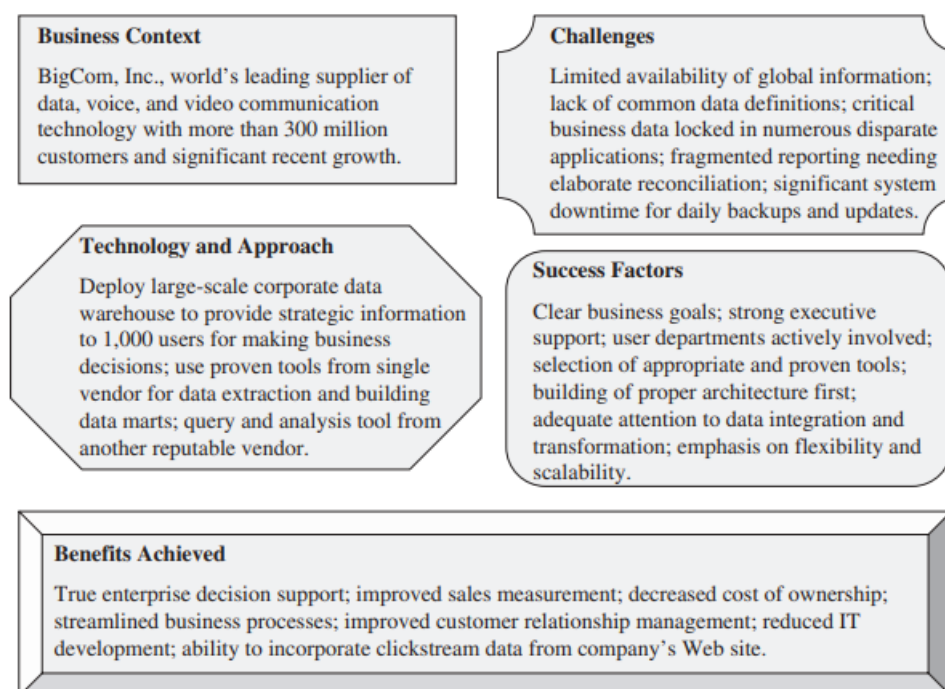 Business Context
BigCom, Inc., world's leading supplier of
data, voice, and video communication
technology with more than 300 million
customers and significant recent growth.
Challenges
Limited availability of global information;
lack of common data definitions; critical
business data locked in numerous disparate
applications; fragmented reporting needing
elaborate reconciliation; significant system
downtime for daily backups and updates.
Technology and Approach
Deploy large-scale corporate data
warehouse to provide strategic information
to 1,000 users for making business
decisions; use proven tools from single
vendor for data extraction and building
data marts; query and analysis tool from
another reputable vendor.
Success Factors
Clear business goals; strong executive
support; user departments actively involved;
selection of appropriate and proven tools;
building of proper architecture first;
adequate attention to data integration and
transformation; emphasis on flexibility and
scalability.
Benefits Achieved
True enterprise decision support; improved sales measurement; decreased cost of ownership;
streamlined business processes; improved customer relationship management; reduced IT
development; ability to incorporate clickstream data from company's Web site.